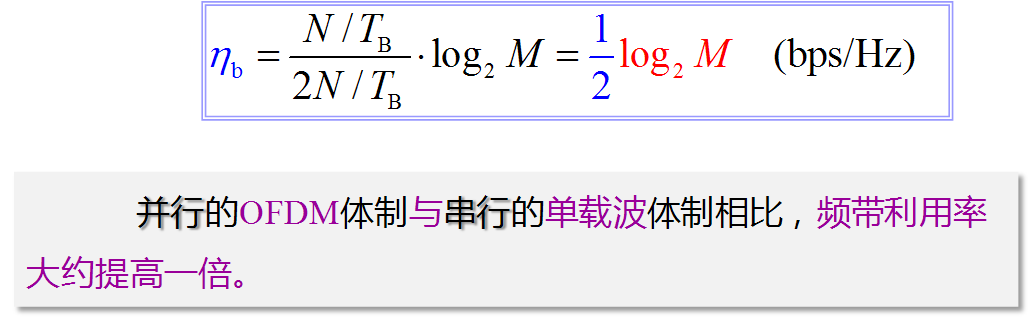 η_b = (N / T_B) / (2N / T_B) · log₂ M = 1/2 log₂ M (bps/Hz)
并行的OFDM体制与串行的单载波体制相比，频带利用率
大约提高一倍。